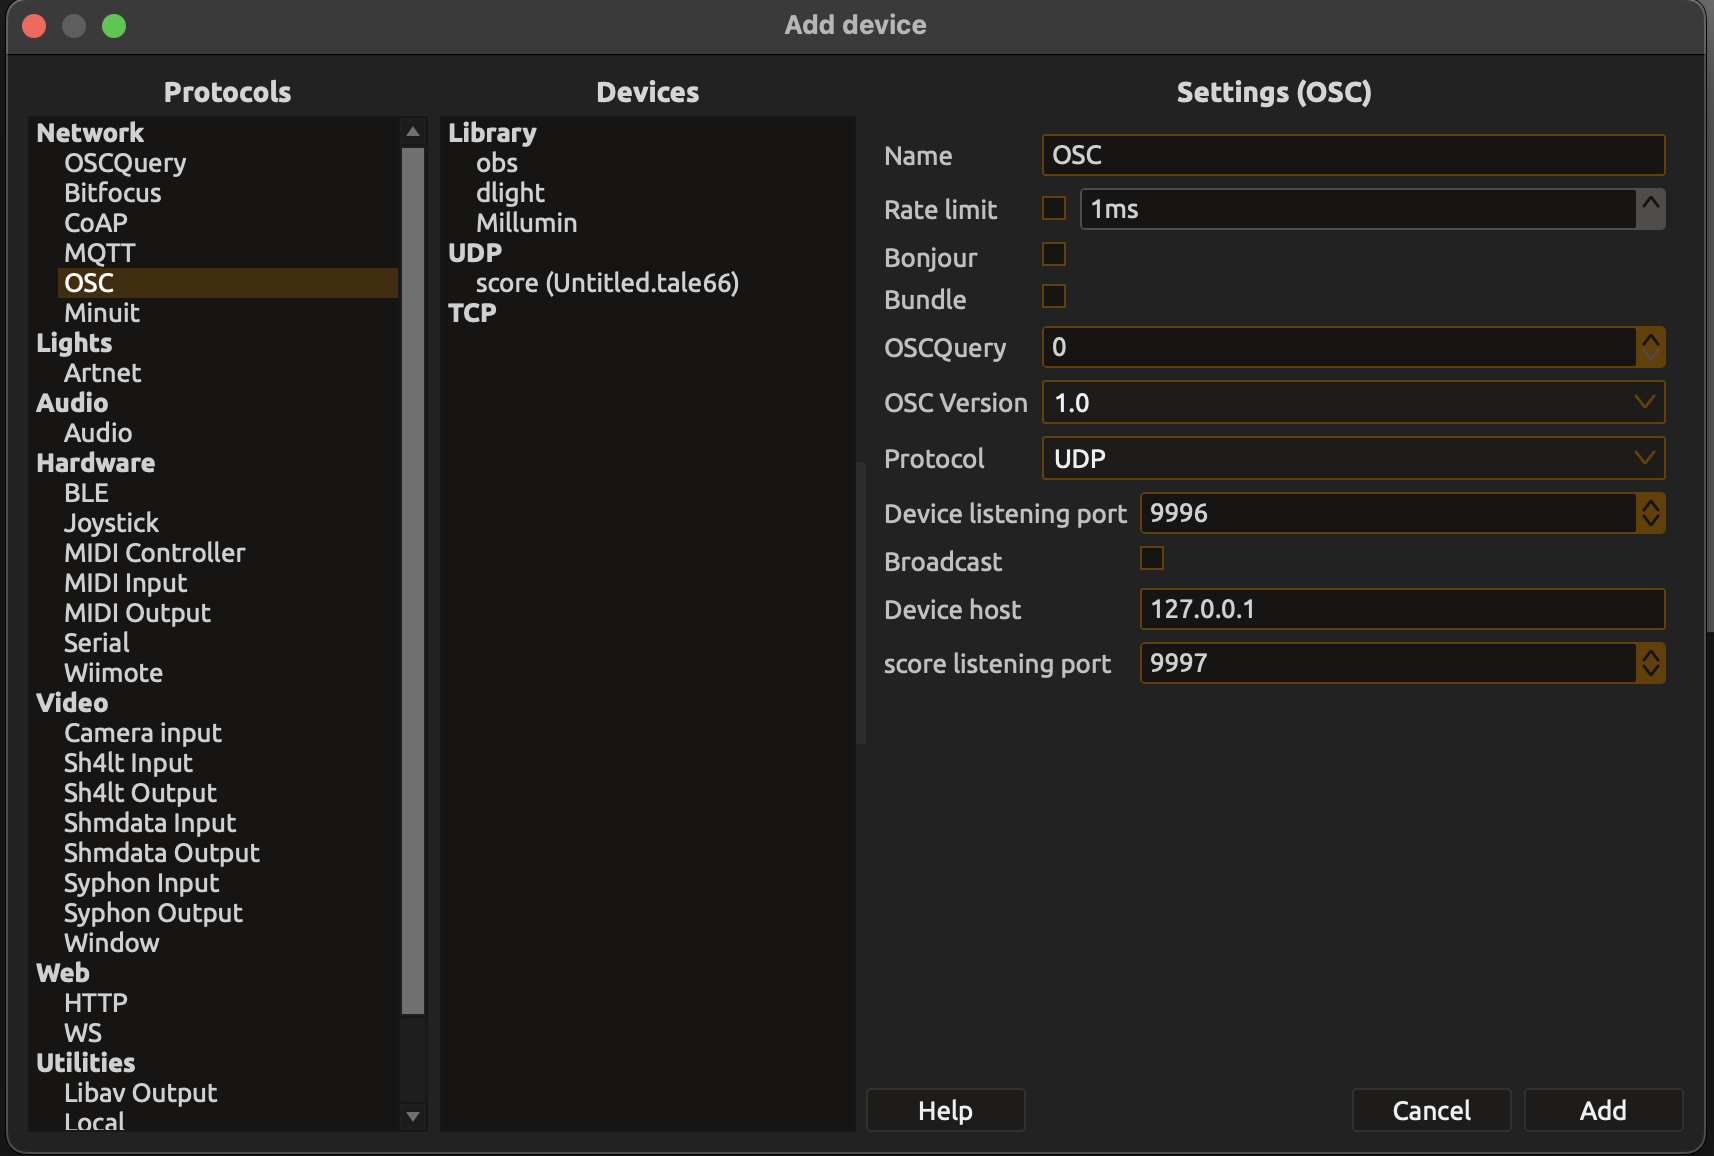 Add device
Protocols
Network
OSCQuery
Bitfocus
CoAP
MQTT
OSC
Minuit
Lights
Artnet
Audio
Audio
Hardware
BLE
Joystick
MIDI Controller
MIDI Input
MIDI Output
Serial
Wiimote
Video
Camera input
Sh4lt Input
Sh4lt Output
Shmdata Input
Shmdata Output
Syphon Input
Syphon Output
Window
Web
HTTP
WS
Utilities
Libav Output
Local
Devices
Library
obs
dlight
Millumin
UDP
score (Untitled.tale66)
TCP
Settings (OSC)
Name OSC
Rate limit 1ms
Bonjour
Bundle
OSCQuery 0
OSC Version 1.0
Protocol UDP
Device listening port 9996
Broadcast
Device host 127.0.0.1
score listening port 9997
Help Cancel Add